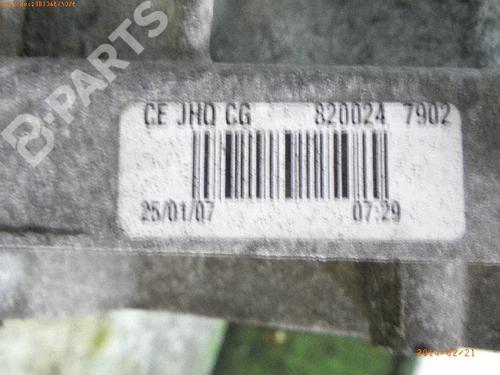 B-PARTS
CE JHQ CG 820024 7902
25/01/07 07:29
2014/02/21